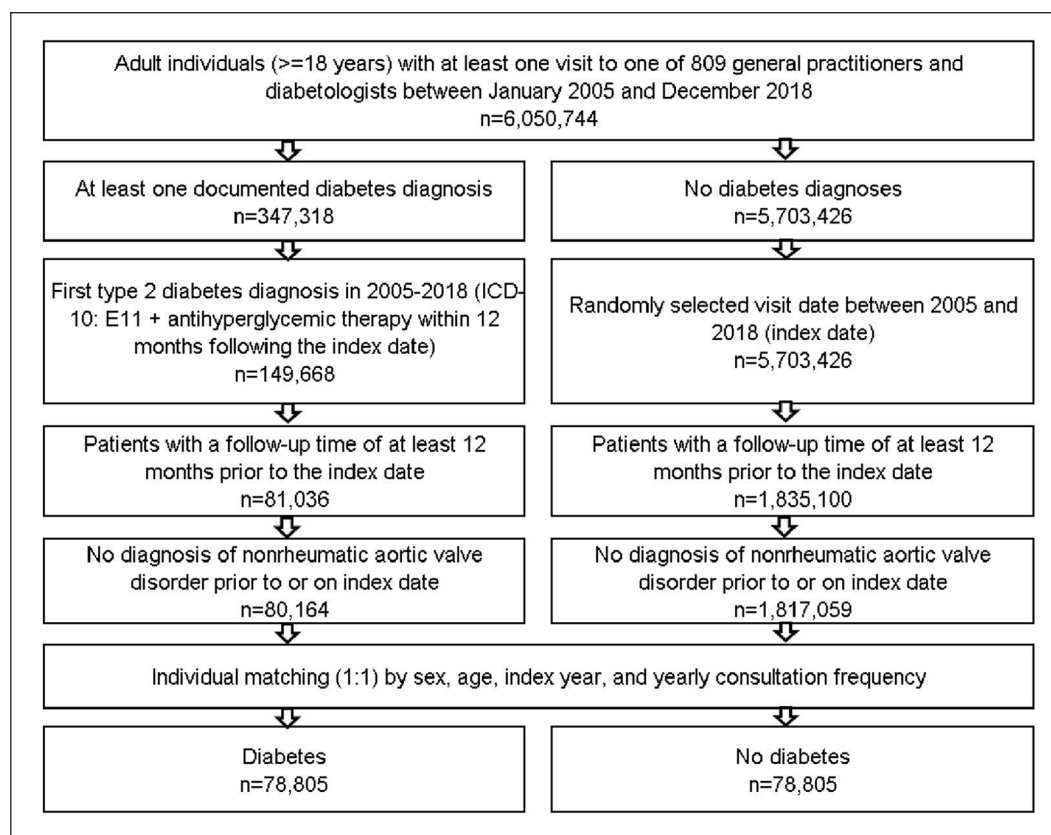 Adult individuals (>=18 years) with at least one visit to one of 809 general practitioners and
diabetologists between January 2005 and December 2018
n=6,050,744
At least one documented diabetes diagnosis
n=347,318
No diabetes diagnoses
n=5,703,426
First type 2 diabetes diagnosis in 2005-2018 (ICD-
10: E11 + antihyperglycemic therapy within 12
months following the index date)
n=149,668
Randomly selected visit date between 2005 and
2018 (index date)
n=5,703,426
Patients with a follow-up time of at least 12
months prior to the index date
n=81,036
Patients with a follow-up time of at least 12
months prior to the index date
n=1,835,100
No diagnosis of nonrheumatic aortic valve
disorder prior to or on index date
n=80,164
No diagnosis of nonrheumatic aortic valve
disorder prior to or on index date
n=1,817,059
Individual matching (1:1) by sex, age, index year, and yearly consultation frequency
Diabetes
n=78,805
No diabetes
n=78,805